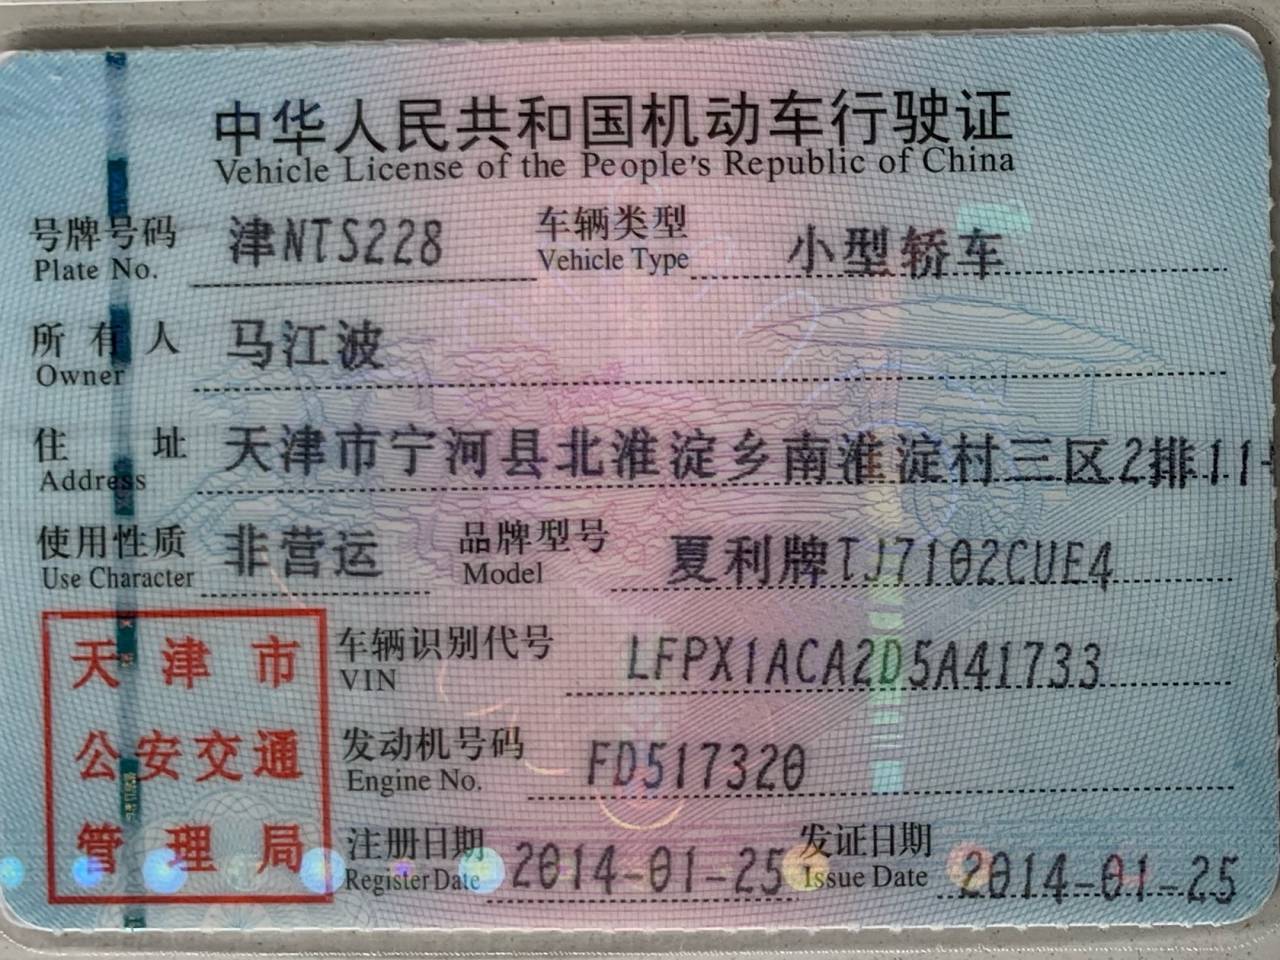 中华人民共和国机动车行驶证
Vehicle License of the People's Republic of China
号牌号码 津NTS228 车辆类型 小型轿车
Plate No. Vehicle Type
所有人 马江波
Owner
住址 天津市宁河县北淮淀乡南淮淀村三区2排11
Address
使用性质 非营运 品牌型号 夏利牌TJ7102CUE4
Use Character Model
车辆识别代号 LFPX1ACA2D5A41733
VIN
发动机号码 FD517320
Engine No.
注册日期 2014-01-25 发证日期 2014-01-25
Register Date Issue Date
天津市
公安交通
管理局